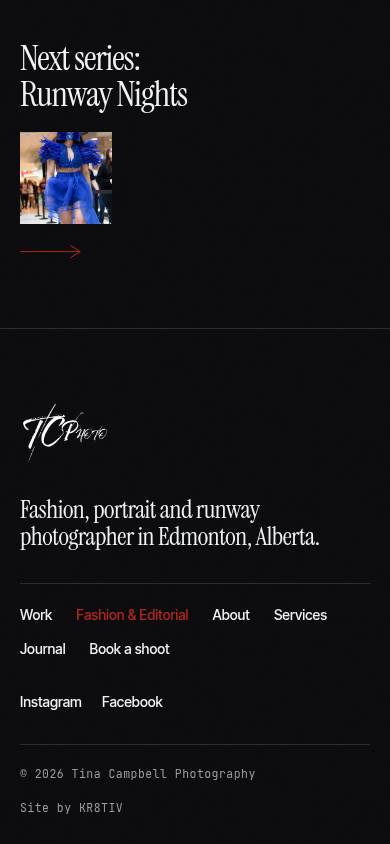 Next series:
Runway Nights
TCPHOTO
Fashion, portrait and runway
photographer in Edmonton, Alberta.
Work Fashion & Editorial About Services
Journal Book a shoot
Instagram Facebook
© 2026 Tina Campbell Photography
Site by KR8TIV